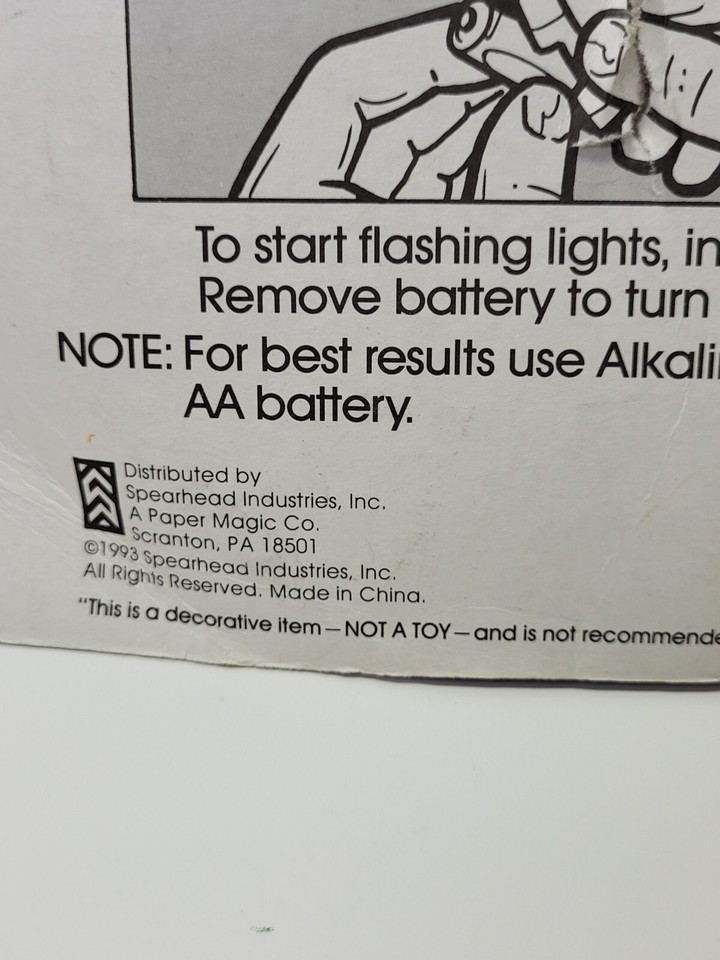 To start flashing lights, in
Remove battery to turn
NOTE: For best results use Alkali
AA battery.
Distributed by
Spearhead Industries, Inc.
A Paper Magic Co.
Scranton, PA 18501
©1993 Spearhead Industries, Inc.
All Rights Reserved. Made in China.
"This is a decorative item — NOT A TOY — and is not recommende